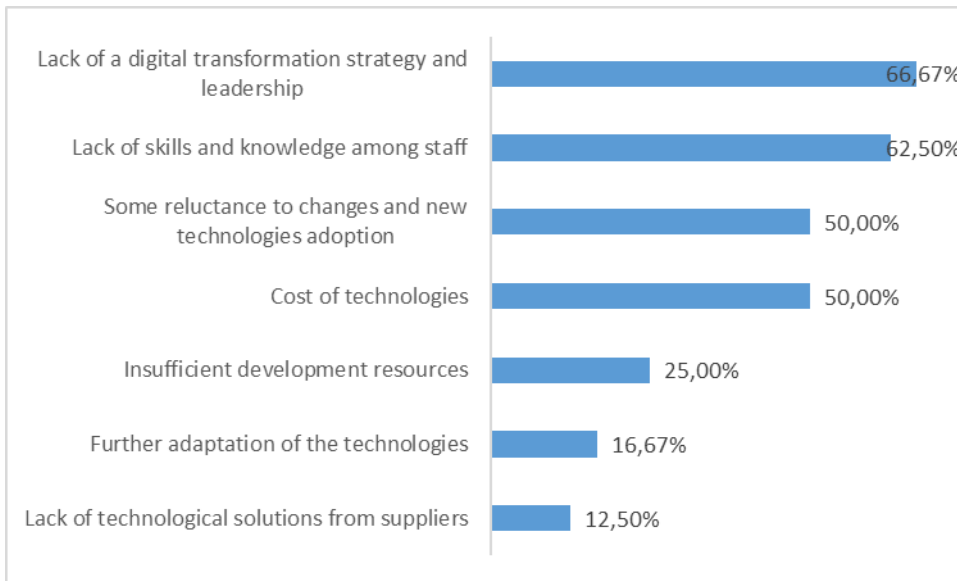 Lack of a digital transformation strategy and
leadership
66,67%
Lack of skills and knowledge among staff
62,50%
Some reluctance to changes and new
technologies adoption
50,00%
Cost of technologies
50,00%
Insufficient development resources
25,00%
Further adaptation of the technologies
16,67%
Lack of technological solutions from suppliers
12,50%